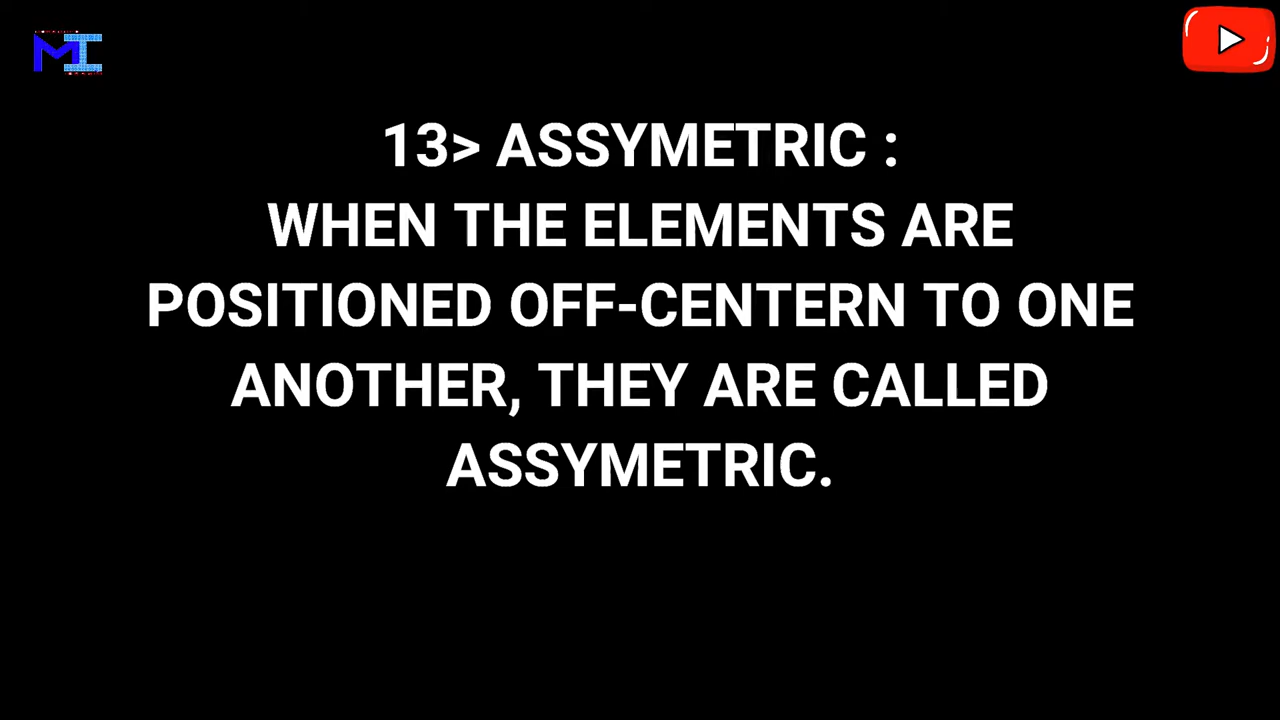 13> ASSYMETRIC :
WHEN THE ELEMENTS ARE
POSITIONED OFF-CENTERN TO ONE
ANOTHER, THEY ARE CALLED
ASSYMETRIC.